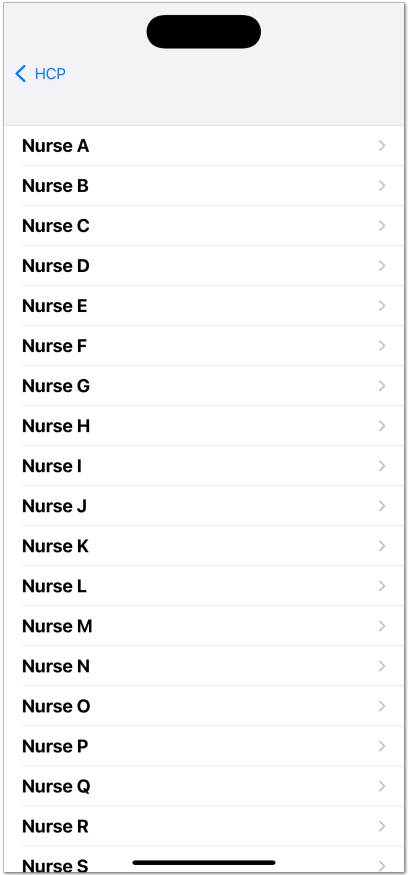 HCP
Nurse A
Nurse B
Nurse C
Nurse D
Nurse E
Nurse F
Nurse G
Nurse H
Nurse I
Nurse J
Nurse K
Nurse L
Nurse M
Nurse N
Nurse O
Nurse P
Nurse Q
Nurse R
Nurse S